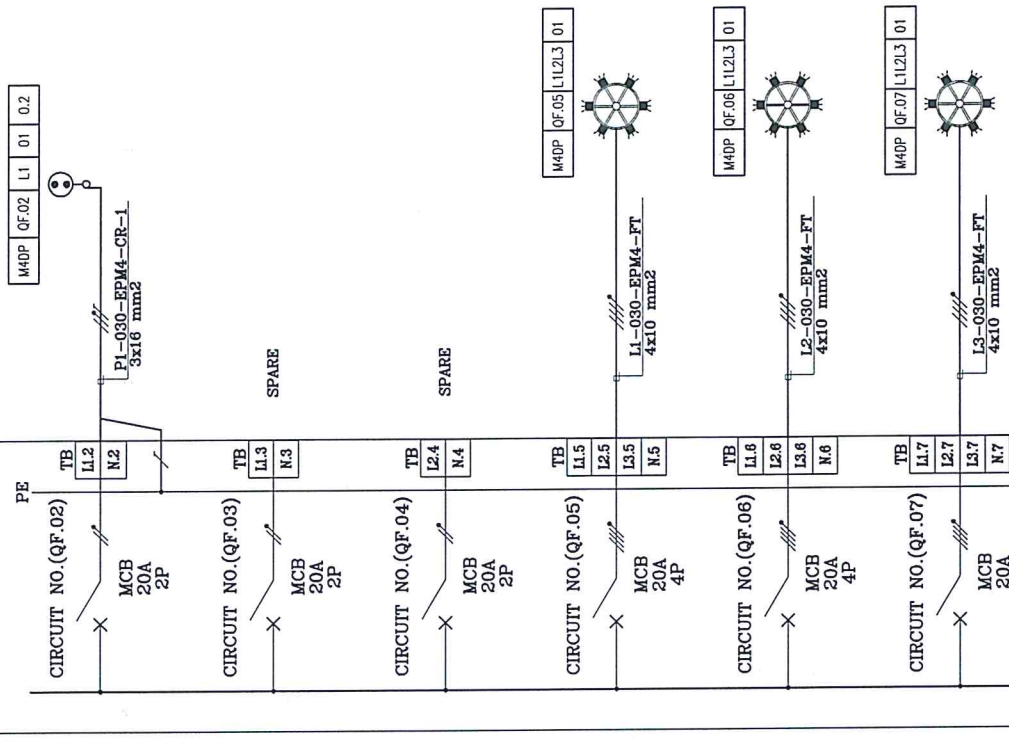 M4DP QF.02 L1 01 0.2
PE
CIRCUIT NO.(QF.02)
MCB
20A
2P
TB
L1.2
N.2
P1-030-EPM4-CR-1
3x16 mm2
CIRCUIT NO.(QF.03)
MCB
20A
2P
TB
L1.3
N.3
SPARE
CIRCUIT NO.(QF.04)
MCB
20A
2P
TB
L2.4
N.4
SPARE
M4DP QF.05 L1L2L3 01
CIRCUIT NO.(QF.05)
MCB
20A
4P
TB
L1.5
L2.5
L3.5
N.5
L1-030-EPM4-FT
4x10 mm2
M4DP QF.06 L1L2L3 01
CIRCUIT NO.(QF.06)
MCB
20A
4P
TB
L1.6
L2.6
L3.6
N.6
L2-030-EPM4-FT
4x10 mm2
M4DP QF.07 L1L2L3 01
CIRCUIT NO.(QF.07)
MCB
20A
TB
L1.7
L2.7
L3.7
N.7
L3-030-EPM4-FT
4x10 mm2